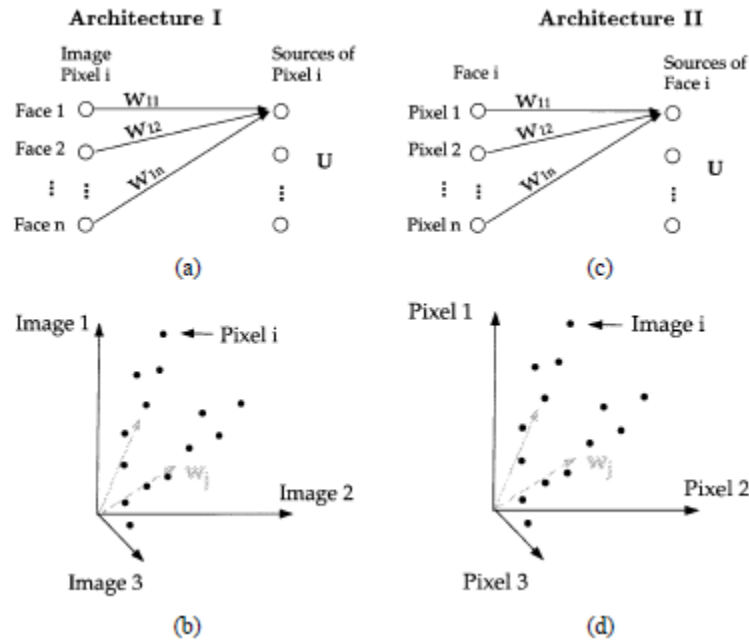 Architecture I
Image
Pixel i
Sources of
Pixel i
Face 1
W11
Face 2
W12
W1n
U
⋮ ⋮ ⋮
Face n
(a)
Architecture II
Face i
Sources of
Face i
Pixel 1
W11
Pixel 2
W12
W1n
U
⋮ ⋮ ⋮
Pixel n
(c)
Image 1
Pixel i
wj
Image 2
Image 3
(b)
Pixel 1
Image i
wj
Pixel 2
Pixel 3
(d)